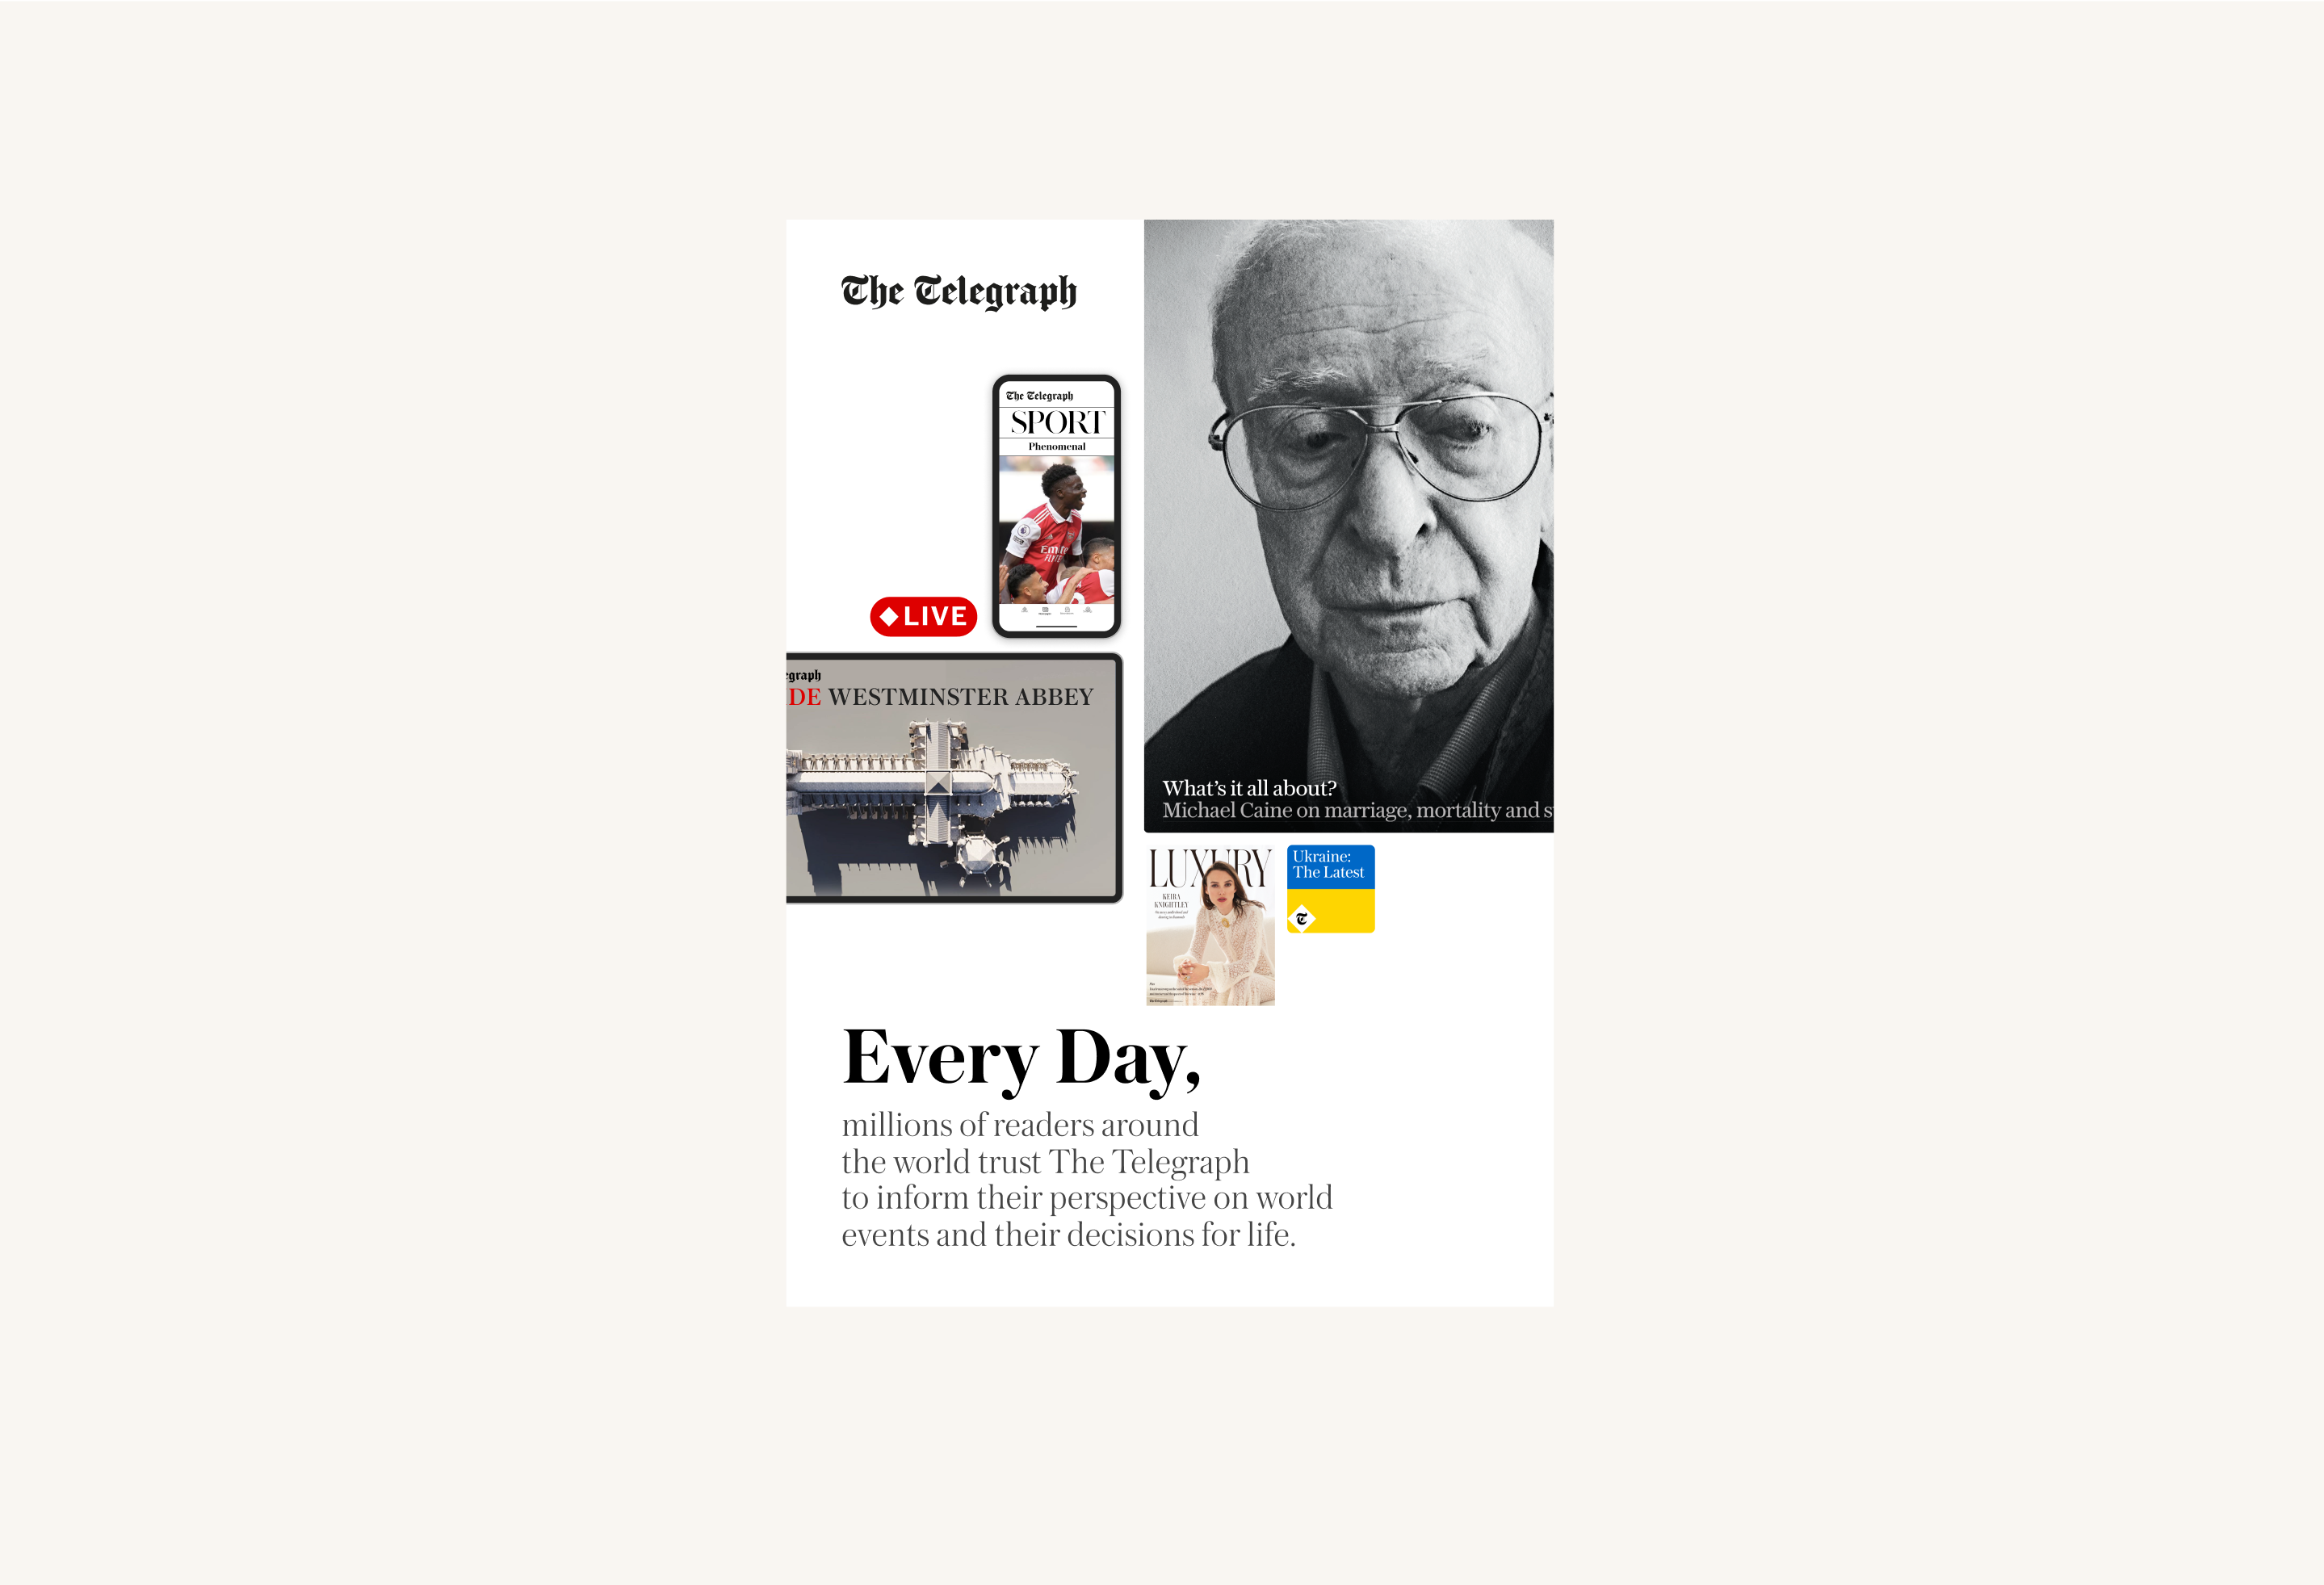 The Telegraph
The Telegraph
SPORT
Phenomenal
Emirates
LIVE
egraph
DE WESTMINSTER ABBEY
What's it all about?
Michael Caine on marriage, mortality and s
LUXURY
KEIRA
KNIGHTLEY
Ukraine:
The Latest
T
Every Day,
millions of readers around
the world trust The Telegraph
to inform their perspective on world
events and their decisions for life.